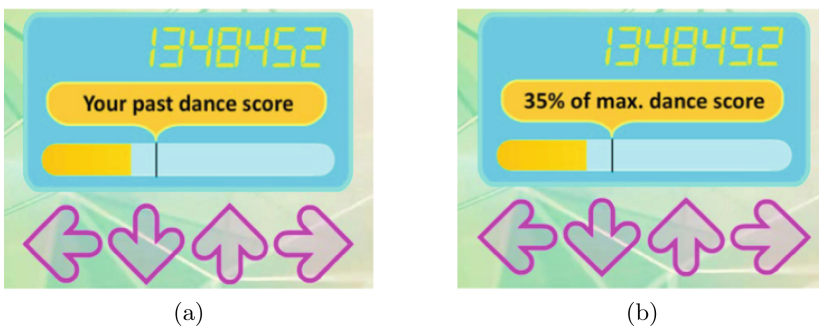 1348452
Your past dance score
(a)
1348452
35% of max. dance score
(b)